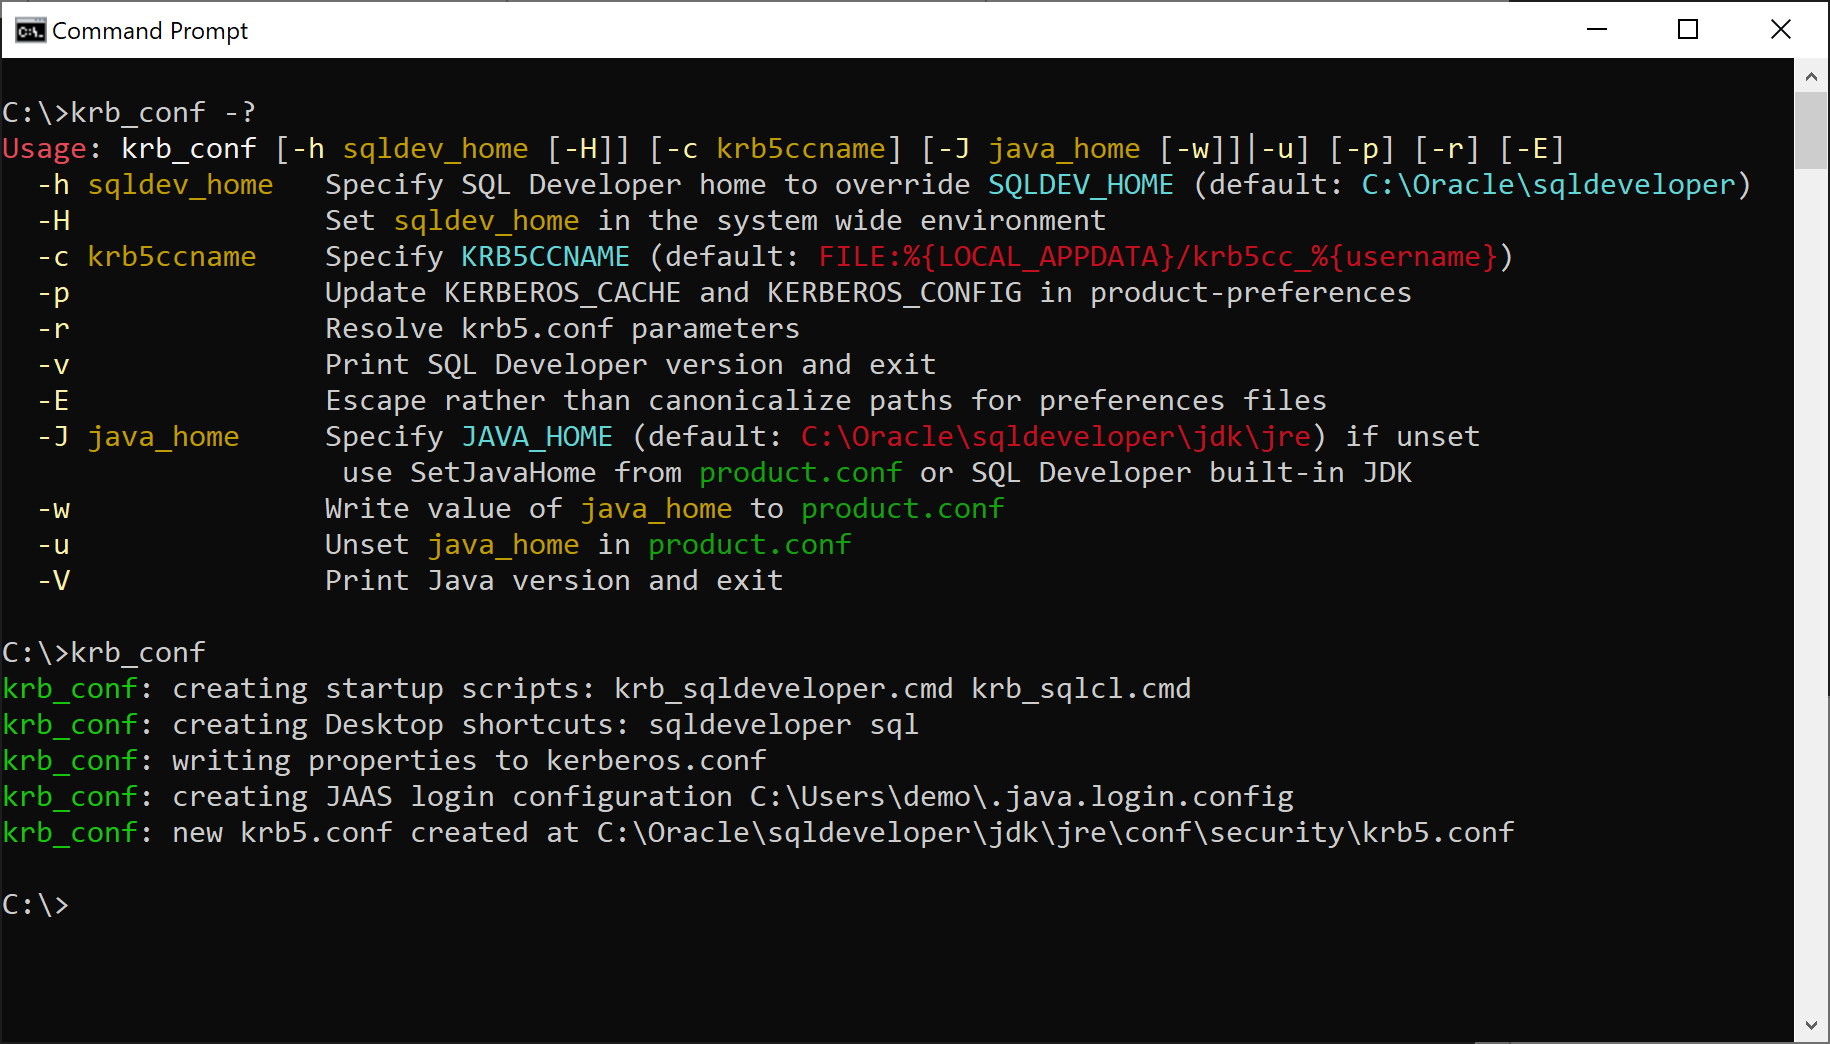 Command Prompt
C:\>krb_conf -?
Usage: krb_conf [-h sqldev_home [-H]] [-c krb5ccname] [-J java_home [-w]]|-u] [-p] [-r] [-E]
  -h sqldev_home   Specify SQL Developer home to override SQLDEV_HOME (default: C:\Oracle\sqldeveloper)
  -H               Set sqldev_home in the system wide environment
  -c krb5ccname    Specify KRB5CCNAME (default: FILE:%{LOCAL_APPDATA}/krb5cc_%{username})
  -p               Update KERBEROS_CACHE and KERBEROS_CONFIG in product-preferences
  -r               Resolve krb5.conf parameters
  -v               Print SQL Developer version and exit
  -E               Escape rather than canonicalize paths for preferences files
  -J java_home     Specify JAVA_HOME (default: C:\Oracle\sqldeveloper\jdk\jre) if unset
                    use SetJavaHome from product.conf or SQL Developer built-in JDK
  -w               Write value of java_home to product.conf
  -u               Unset java_home in product.conf
  -V               Print Java version and exit
C:\>krb_conf
krb_conf: creating startup scripts: krb_sqldeveloper.cmd krb_sqlcl.cmd
krb_conf: creating Desktop shortcuts: sqldeveloper sql
krb_conf: writing properties to kerberos.conf
krb_conf: creating JAAS login configuration C:\Users\demo\.java.login.config
krb_conf: new krb5.conf created at C:\Oracle\sqldeveloper\jdk\jre\conf\security\krb5.conf
C:\>